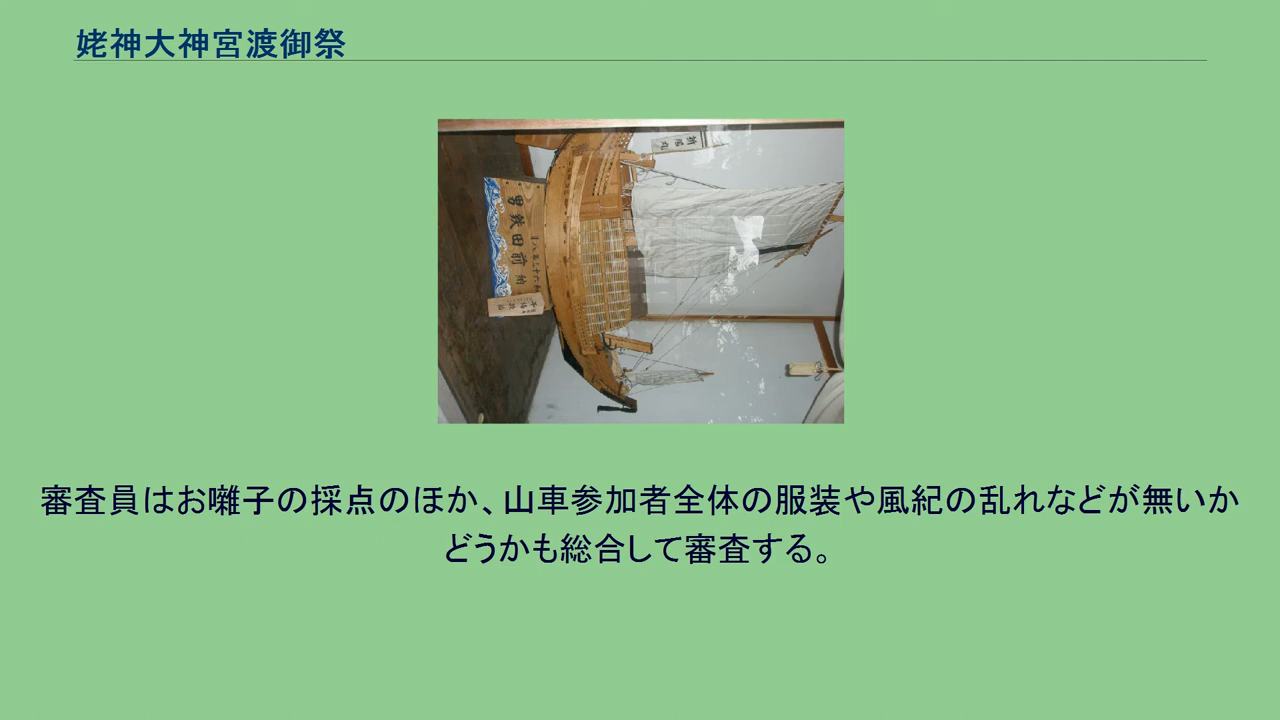 姥神大神宮渡御祭
審査員はお囃子の採点のほか、山車参加者全体の服装や風紀の乱れなどが無いか
どうかも総合して審査する。